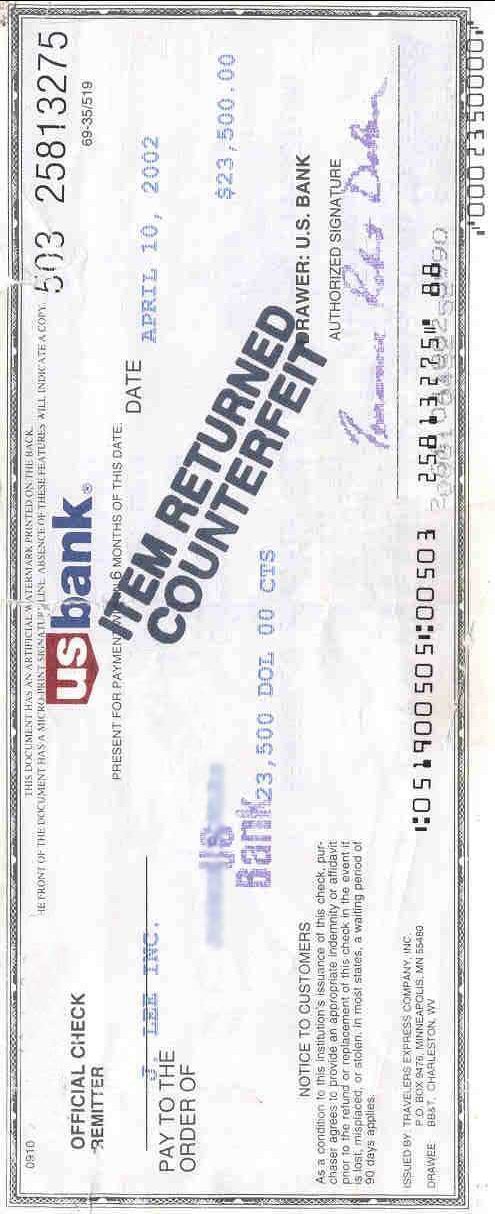 THIS DOCUMENT HAS AN ARTIFICIAL WATERMARK PRINTED ON THE BACK.
HE FRONT OF THE DOCUMENT HAS A MICRO-PRINT SIGNATURE LINE. ABSENCE OF THESE FEATURES WILL INDICATE A COPY.
0910
OFFICIAL CHECK
REMITTER
us bank®
503 25813275
69-35/519
PRESENT FOR PAYMENT WITHIN 6 MONTHS OF THIS DATE.
DATE APRIL 10, 2002
J LEE INC.
PAY TO THE
ORDER OF
$23,500.00
ITEM RETURNED
COUNTERFEIT
US
Bank 23,500 DOL 00 CTS
DRAWER: U.S. BANK
NOTICE TO CUSTOMERS
As a condition to this institution's issuance of this check, pur-
chaser agrees to provide an appropriate indemnity or affidavit
prior to the refund or replacement of this check in the event it
is lost, misplaced, or stolen. In most states, a waiting period of
90 days applies.
AUTHORIZED SIGNATURE
ISSUED BY: TRAVELERS EXPRESS COMPANY, INC.
P.O. BOX 9476, MINNEAPOLIS, MN 55480
DRAWEE: BB&T, CHARLESTON, WV
⑆051900505⑆00503 25813275⑈ 88
⑈0002350000⑈